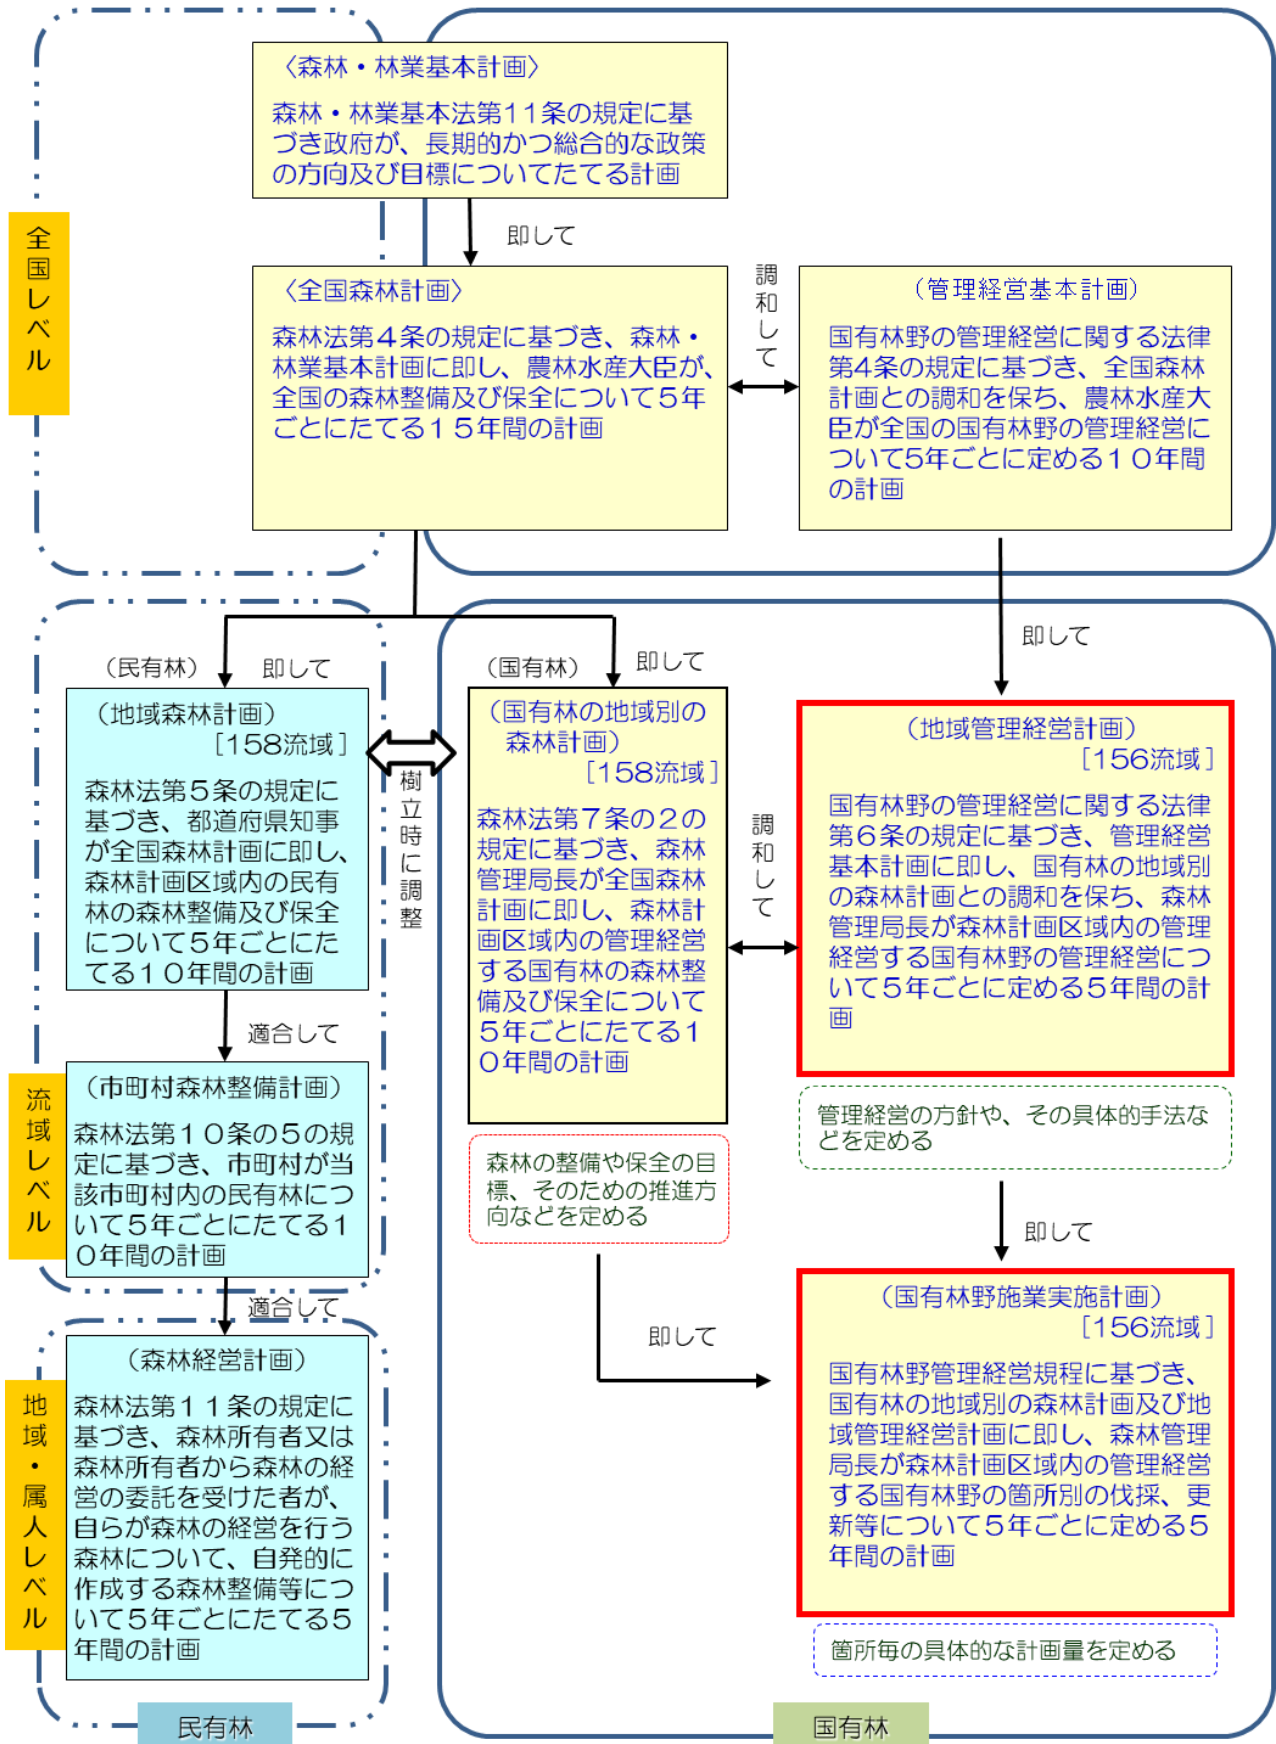 〈森林・林業基本計画〉
森林・林業基本法第11条の規定に基
づき政府が、長期的かつ総合的な政策
の方向及び目標についてたてる計画
全国レベル
即して
〈全国森林計画〉
森林法第４条の規定に基づき、森林・
林業基本計画に即し、農林水産大臣が、
全国の森林整備及び保全について５年
ごとにたてる１５年間の計画
調和して
（管理経営基本計画）
国有林野の管理経営に関する法律
第4条の規定に基づき、全国森林
計画との調和を保ち、農林水産大
臣が全国の国有林野の管理経営に
ついて5年ごとに定める１０年間
の計画
（民有林）
即して
（国有林）
即して
即して
（地域森林計画）
［158流域］
森林法第５条の規定に
基づき、都道府県知事
が全国森林計画に即し、
森林計画区域内の民有
林の森林整備及び保全
について５年ごとにた
てる１０年間の計画
樹立時に調整
（国有林の地域別の
森林計画）
［158流域］
森林法第７条の２の
規定に基づき、森林
管理局長が全国森林
計画に即し、森林計
画区域内の管理経営
する国有林の森林整
備及び保全について
５年ごとにたてる１
０年間の計画
調和して
（地域管理経営計画）
［156流域］
国有林野の管理経営に関する法律
第６条の規定に基づき、管理経営
基本計画に即し、国有林の地域別
の森林計画との調和を保ち、森林
管理局長が森林計画区域内の管理
経営する国有林野の管理経営につ
いて５年ごとに定める５年間の計
画
適合して
流域レベル
（市町村森林整備計画）
森林法第１０条の５の規
定に基づき、市町村が当
該市町村内の民有林につ
いて５年ごとにたてる１
０年間の計画
森林の整備や保全の目
標、そのための推進方
向などを定める
管理経営の方針や、その具体的手法な
どを定める
即して
適合して
即して
地域・属人レベル
（森林経営計画）
森林法第１１条の規定に
基づき、森林所有者又は
森林所有者から森林の経
営の委託を受けた者が、
自らが森林の経営を行う
森林について、自発的に
作成する森林整備等につ
いて５年ごとにたてる５
年間の計画
（国有林野施業実施計画）
［156流域］
国有林野管理経営規程に基づき、
国有林の地域別の森林計画及び地
域管理経営計画に即し、森林管理
局長が森林計画区域内の管理経営
する国有林野の箇所別の伐採、更
新等について５年ごとに定める５
年間の計画
箇所毎の具体的な計画量を定める
民有林
国有林